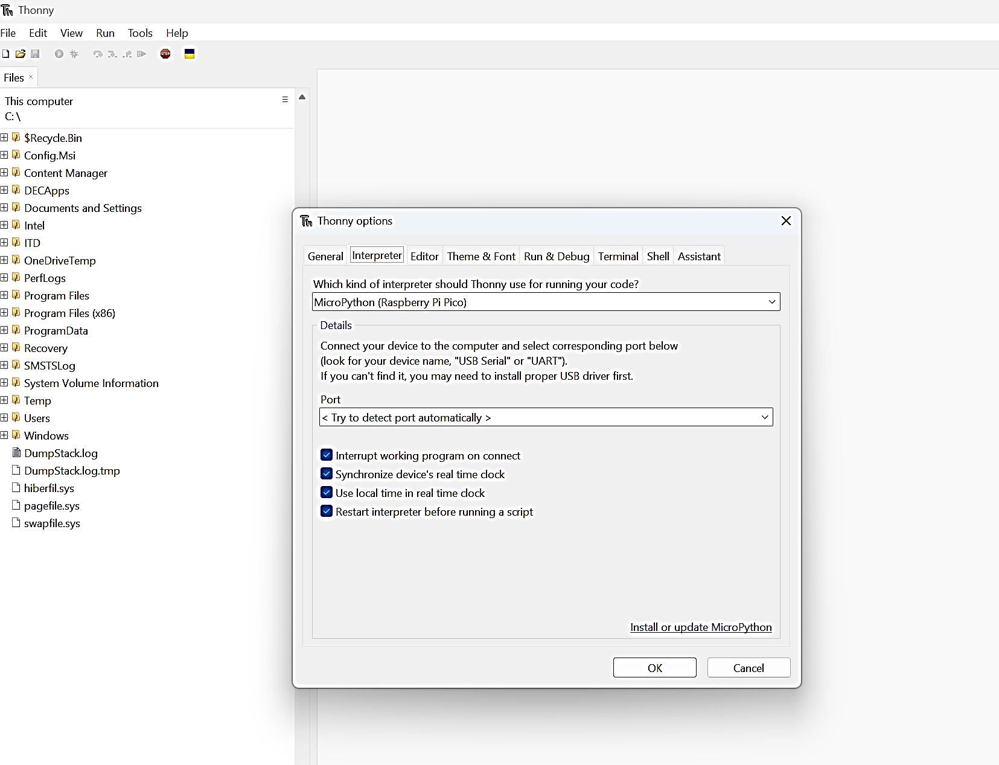 Thonny
File Edit View Run Tools Help
STOP
Files ×
This computer
C:\
$Recycle.Bin
Config.Msi
Content Manager
DECApps
Documents and Settings
Intel
ITD
OneDriveTemp
PerfLogs
Program Files
Program Files (x86)
ProgramData
Recovery
SMSTSLog
System Volume Information
Temp
Users
Windows
DumpStack.log
DumpStack.log.tmp
hiberfil.sys
pagefile.sys
swapfile.sys
Thonny options
General Interpreter Editor Theme & Font Run & Debug Terminal Shell Assistant
Which kind of interpreter should Thonny use for running your code?
MicroPython (Raspberry Pi Pico)
Details
Connect your device to the computer and select corresponding port below
(look for your device name, "USB Serial" or "UART").
If you can't find it, you may need to install proper USB driver first.
Port
< Try to detect port automatically >
Interrupt working program on connect
Synchronize device's real time clock
Use local time in real time clock
Restart interpreter before running a script
Install or update MicroPython
OK Cancel